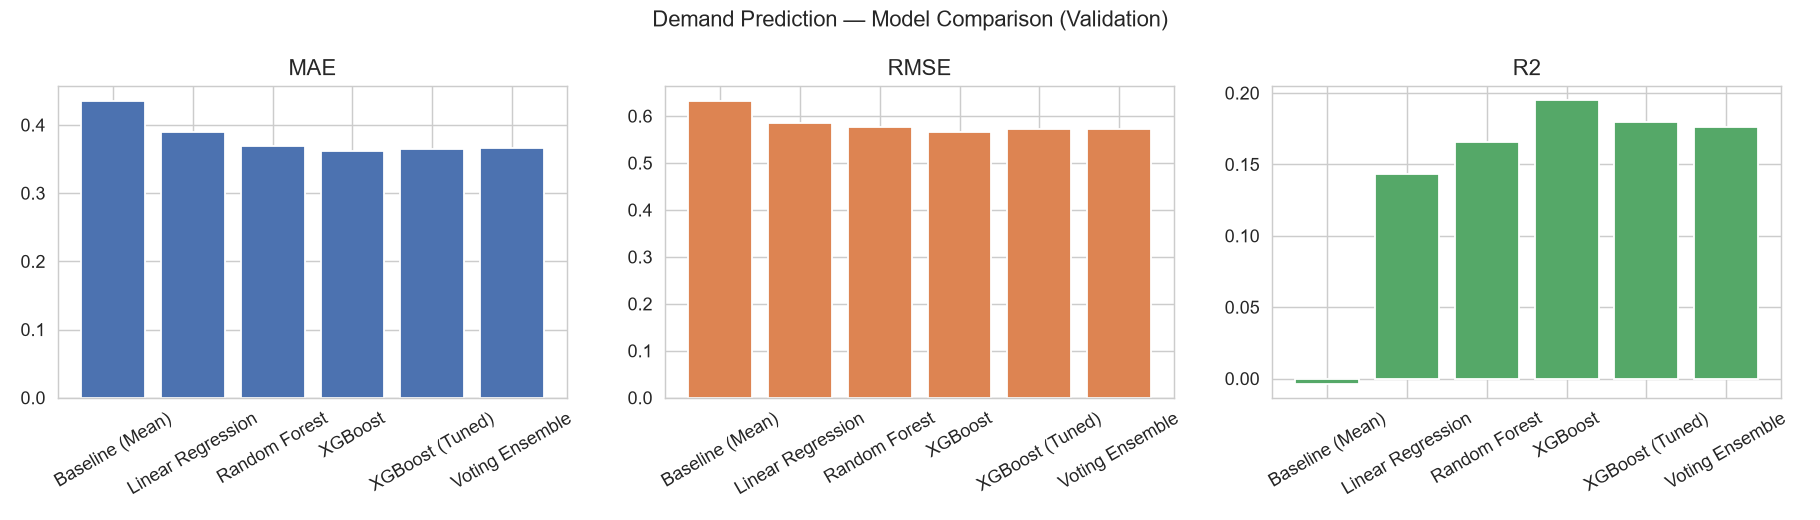 Demand Prediction — Model Comparison (Validation)
MAE
0.4
0.3
0.2
0.1
0.0
Baseline (Mean)
Linear Regression
Random Forest
XGBoost
XGBoost (Tuned)
Voting Ensemble
RMSE
0.6
0.5
0.4
0.3
0.2
0.1
0.0
Baseline (Mean)
Linear Regression
Random Forest
XGBoost
XGBoost (Tuned)
Voting Ensemble
R2
0.20
0.15
0.10
0.05
0.00
Baseline (Mean)
Linear Regression
Random Forest
XGBoost
XGBoost (Tuned)
Voting Ensemble